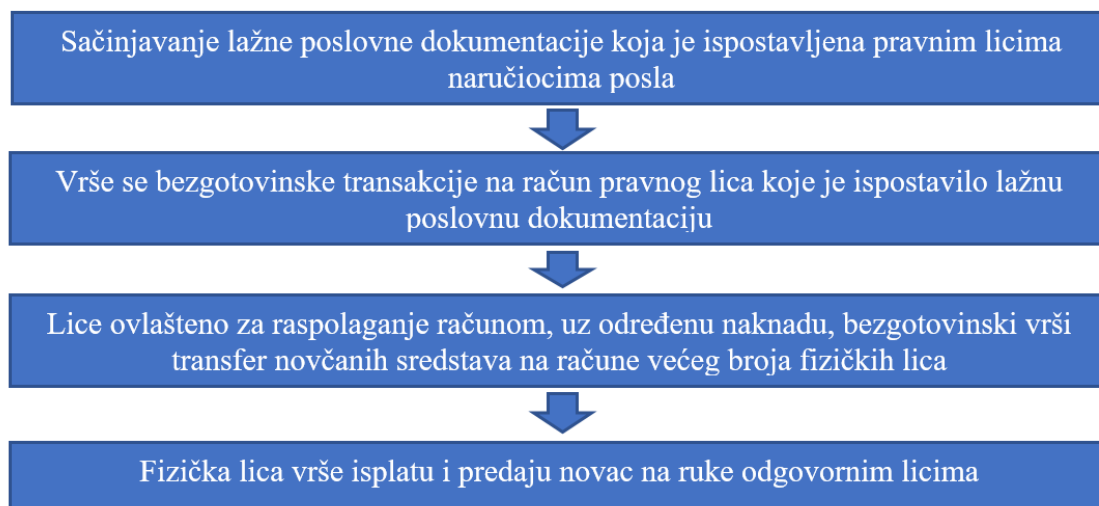 Sačinjavanje lažne poslovne dokumentacije koja je ispostavljena pravnim licima
naručiocima posla
Vrše se bezgotovinske transakcije na račun pravnog lica koje je ispostavilo lažnu
poslovnu dokumentaciju
Lice ovlašteno za raspolaganje računom, uz određenu naknadu, bezgotovinski vrši
transfer novčanih sredstava na račune većeg broja fizičkih lica
Fizička lica vrše isplatu i predaju novac na ruke odgovornim licima